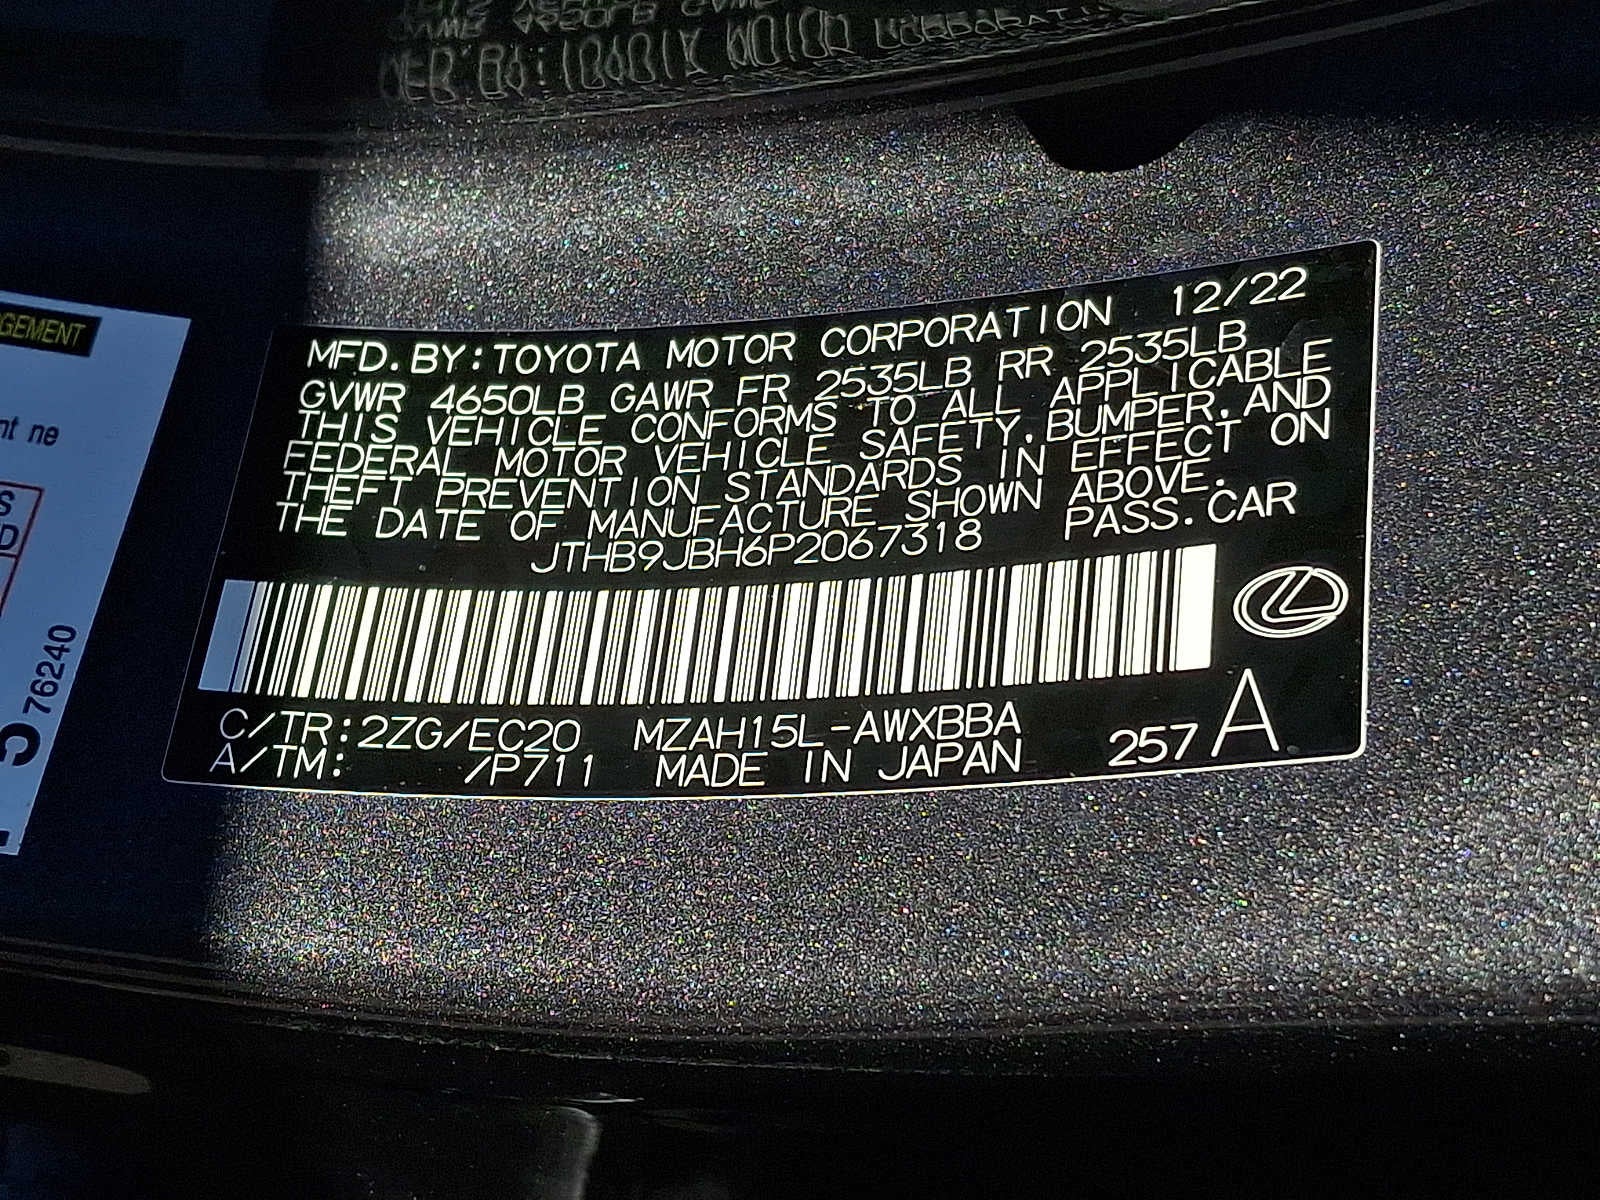 MFD. BY: TOYOTA MOTOR CORPORATION 12/22
GVWR 4650LB GAWR FR 2535LB RR 2535LB
THIS VEHICLE CONFORMS TO ALL APPLICABLE
FEDERAL MOTOR VEHICLE SAFETY, BUMPER, AND
THEFT PREVENTION STANDARDS IN EFFECT ON
THE DATE OF MANUFACTURE SHOWN ABOVE.
JTHB9JBH6P2067318 PASS. CAR
C/TR: 2ZG/EC20 MZAH15L-AWXBBA
A/TM: /P711 MADE IN JAPAN 257 A
nt ne
S
D
76240